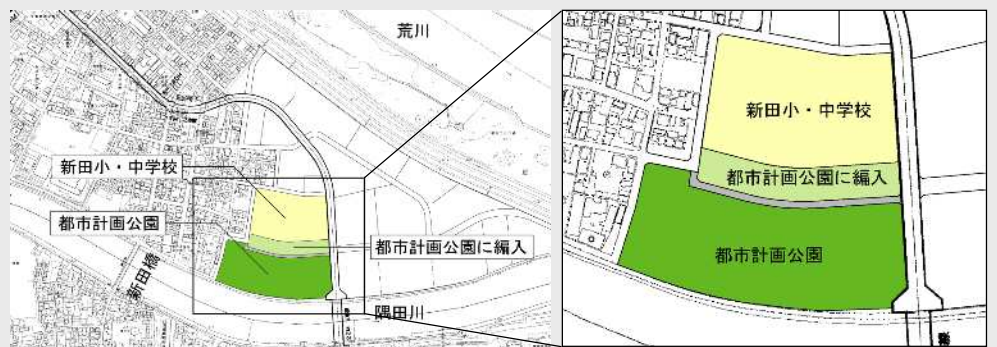 荒川
新田小・中学校
都市計画公園
都市計画公園に編入
新田橋
隅田川
新田小・中学校
都市計画公園に編入
都市計画公園